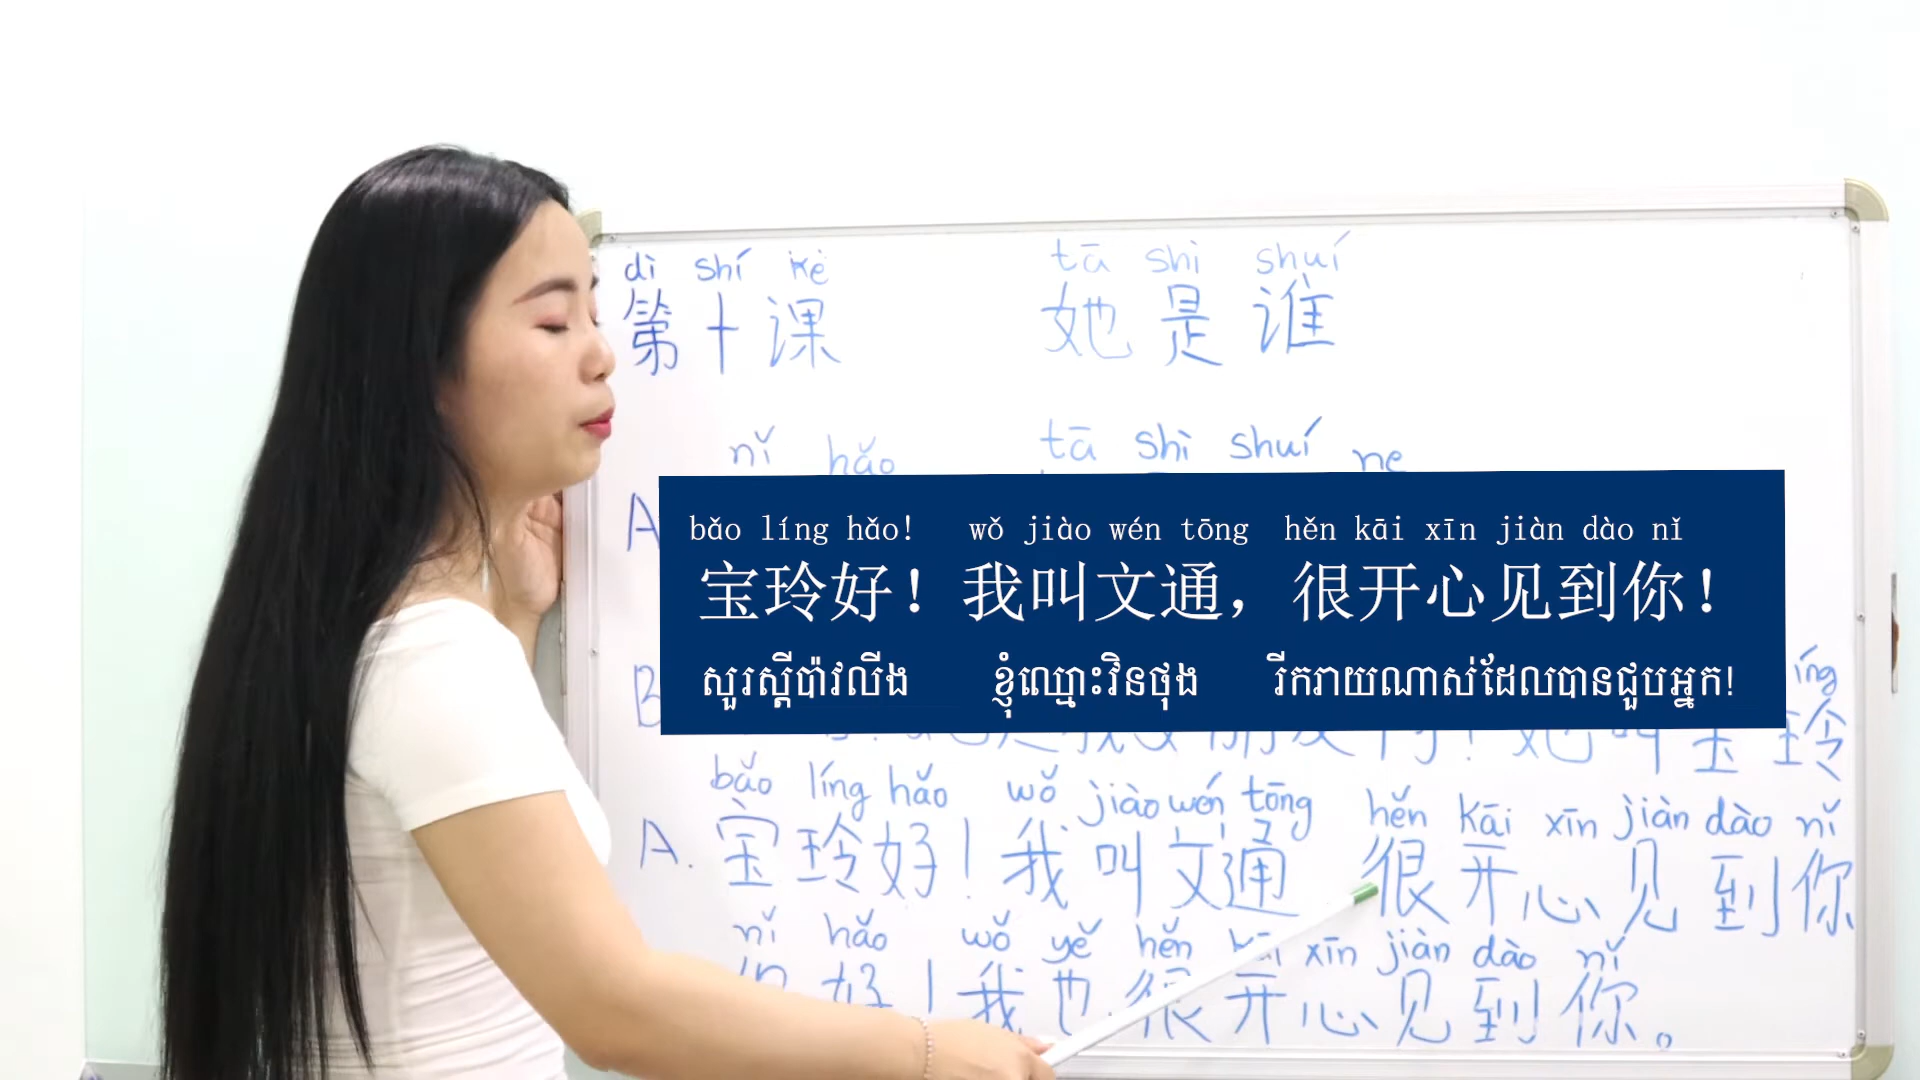 dì shí kè tā shì shuí
第十课 她是谁
nǐ hǎo tā shì shuí ne
A
bǎo líng hǎo! wǒ jiào wén tōng hěn kāi xīn jiàn dào nǐ
宝玲好！我叫文通，很开心见到你！
សួរស្តីប៉ាវលីង ខ្ញុំឈ្មោះវិនថុង រីករាយណាស់ដែលបានជួបអ្នក!
íng
B 她叫宝玲
bǎo líng hǎo wǒ jiào wén tōng hěn kāi xīn jiàn dào nǐ
A. 宝玲好！我叫文通 很开心见到你
nǐ hǎo wǒ yě hěn xīn jiàn dào nǐ
好！我也很开心见到你。